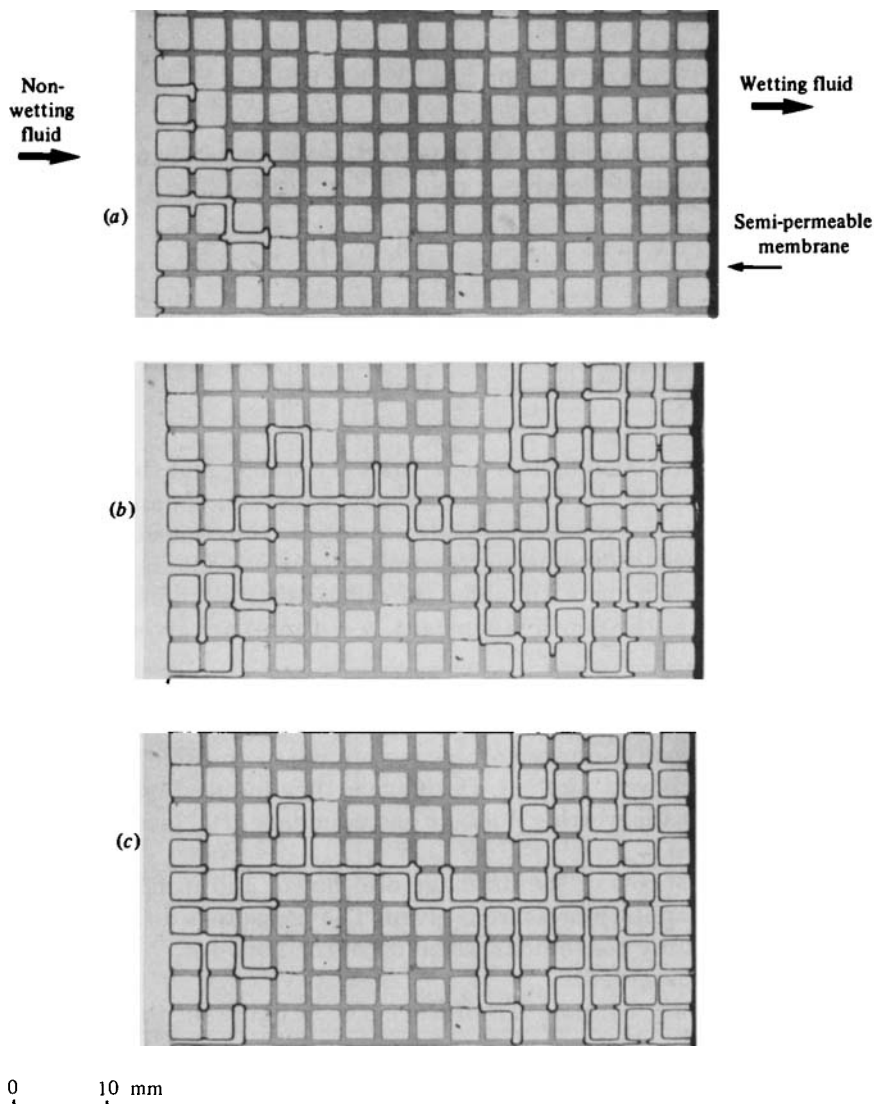 Non-
wetting
fluid
Wetting fluid
(a)
Semi-permeable
membrane
(b)
(c)
0 10 mm